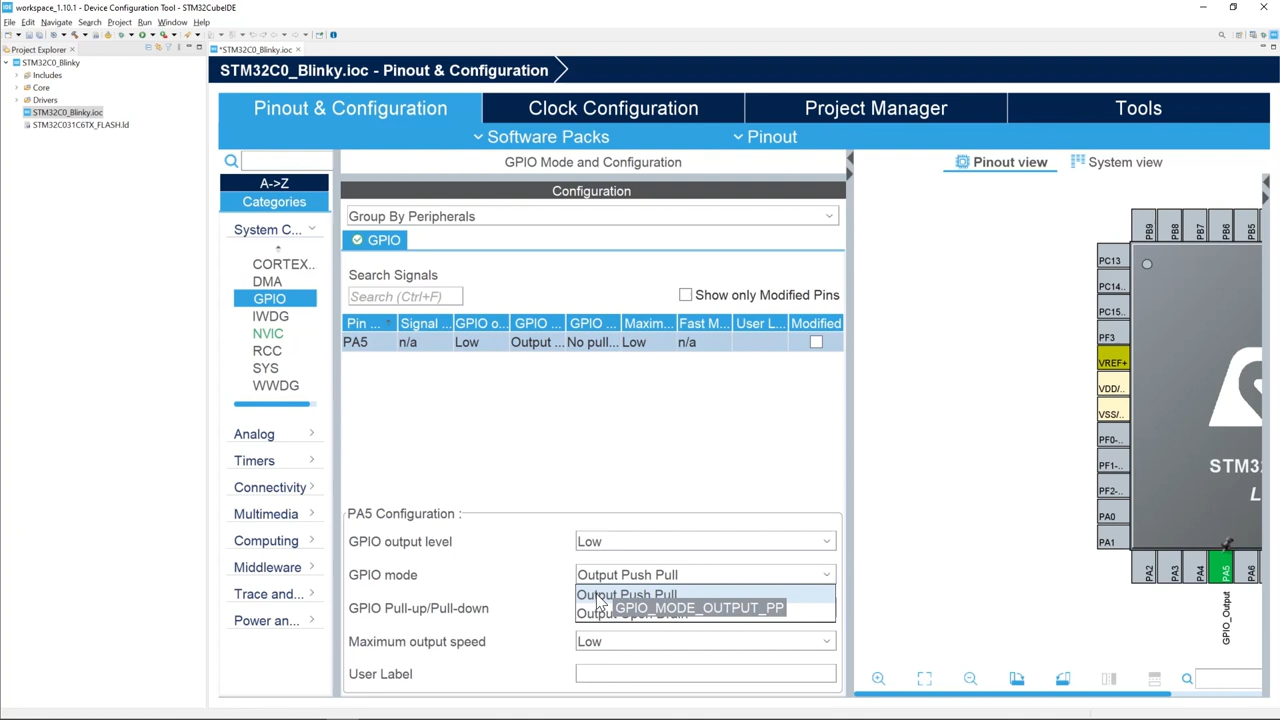 workspace_1.10.1 - Device Configuration Tool - STM32CubeIDE
File Edit Navigate Search Project Run Window Help
Project Explorer
*STM32C0_Blinky.ioc
STM32C0_Blinky
Includes
Core
Drivers
STM32C0_Blinky.ioc
STM32C031C6TX_FLASH.ld
STM32C0_Blinky.ioc - Pinout & Configuration
Pinout & Configuration
Clock Configuration
Project Manager
Tools
Software Packs
Pinout
A->Z
Categories
System C...
CORTEX..
DMA
GPIO
IWDG
NVIC
RCC
SYS
WWDG
Analog
Timers
Connectivity
Multimedia
Computing
Middleware
Trace and...
Power an...
GPIO Mode and Configuration
Configuration
Group By Peripherals
GPIO
Search Signals
Search (Ctrl+F)
Show only Modified Pins
Pin ... Signal ... GPIO o... GPIO ... GPIO ... Maxim... Fast M... User L... Modified
PA5 n/a Low Output ... No pull... Low n/a
PA5 Configuration :
GPIO output level Low
GPIO mode Output Push Pull
Output Push Pull
GPIO_MODE_OUTPUT_PP
GPIO Pull-up/Pull-down
Maximum output speed Low
User Label
Pinout view
System view
PB9 PB8 PB7 PB6 PB5
PC13
PC14..
PC15..
PF3
VREF+
VDD/..
VSS/..
PF0-..
PF1-..
PF2-..
PA0
PA1
PA2 PA3 PA4 PA5 PA6
STM32
L
GPIO_Output